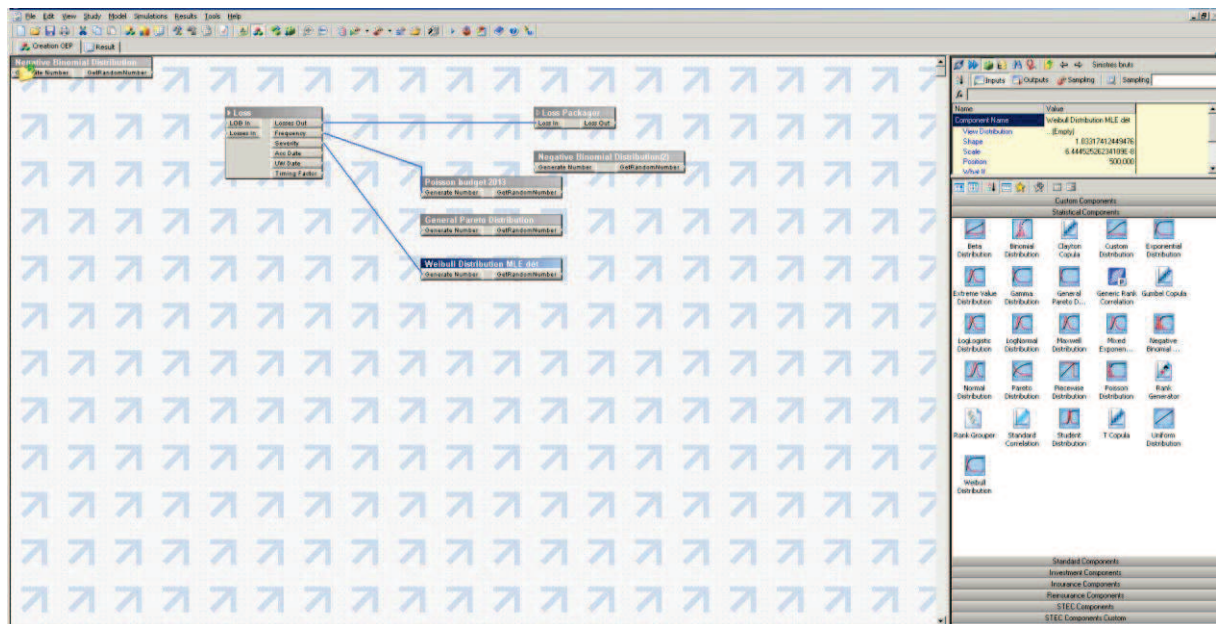 File Edit View Study Model Simulations Results Tools Help
Creation OEP Result
Negative Binomial Distribution
Number GetRandomNumber
Loss
LOB In Losses Out
Losses In Frequency
Severity
Acc Date
UW Date
Timing Factor
Loss Packager
Loss In Loss Out
Negative Binomial Distribution(2)
Generate Number GetRandomNumber
Poisson budget 2013
Generate Number GetRandomNumber
General Pareto Distribution
Generate Number GetRandomNumber
Weibull Distribution MLE dét
Generate Number GetRandomNumber
Sinistres bruts
Inputs Outputs Sampling Sampling
fx
Name Value
Component Name Weibull Distribution MLE dét
View Distribution ...(Empty)
Shape
Scale
Position 500,000
What If
Custom Components
Statistical Components
Beta Distribution
Binomial Distribution
Clayton Copula
Custom Distribution
Exponential Distribution
Extreme Value Distribution
Gamma Distribution
General Pareto D...
Generic Rank Correlation
Gumbel Copula
LogLogistic Distribution
LogNormal Distribution
Maxwell Distribution
Mixed Exponen...
Negative Binomial ...
Normal Distribution
Pareto Distribution
Piecewise Distribution
Poisson Distribution
Rank Generator
Rank Grouper
Standard Correlation
Student Distribution
T Copula
Uniform Distribution
Weibull Distribution
Standard Components
Investment Components
Insurance Components
Reinsurance Components
STEC Components
STEC Components Custom